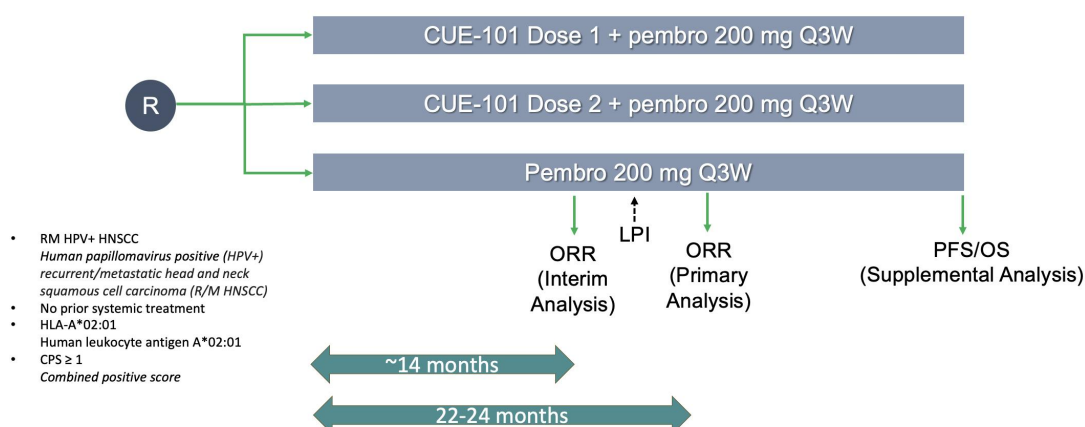 CUE-101 Dose 1 + pembro 200 mg Q3W
R
CUE-101 Dose 2 + pembro 200 mg Q3W
Pembro 200 mg Q3W
• RM HPV+ HNSCC
Human papillomavirus positive (HPV+)
recurrent/metastatic head and neck
squamous cell carcinoma (R/M HNSCC)
• No prior systemic treatment
• HLA-A*02:01
Human leukocyte antigen A*02:01
• CPS ≥ 1
Combined positive score
ORR
(Interim
Analysis)
LPI
ORR
(Primary
Analysis)
PFS/OS
(Supplemental Analysis)
~14 months
22-24 months